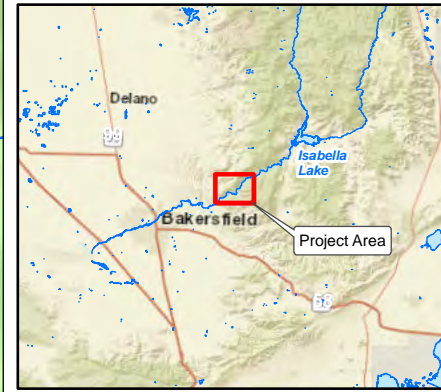 Delano
99
Isabella
Lake
Bakersfield
Project Area
58